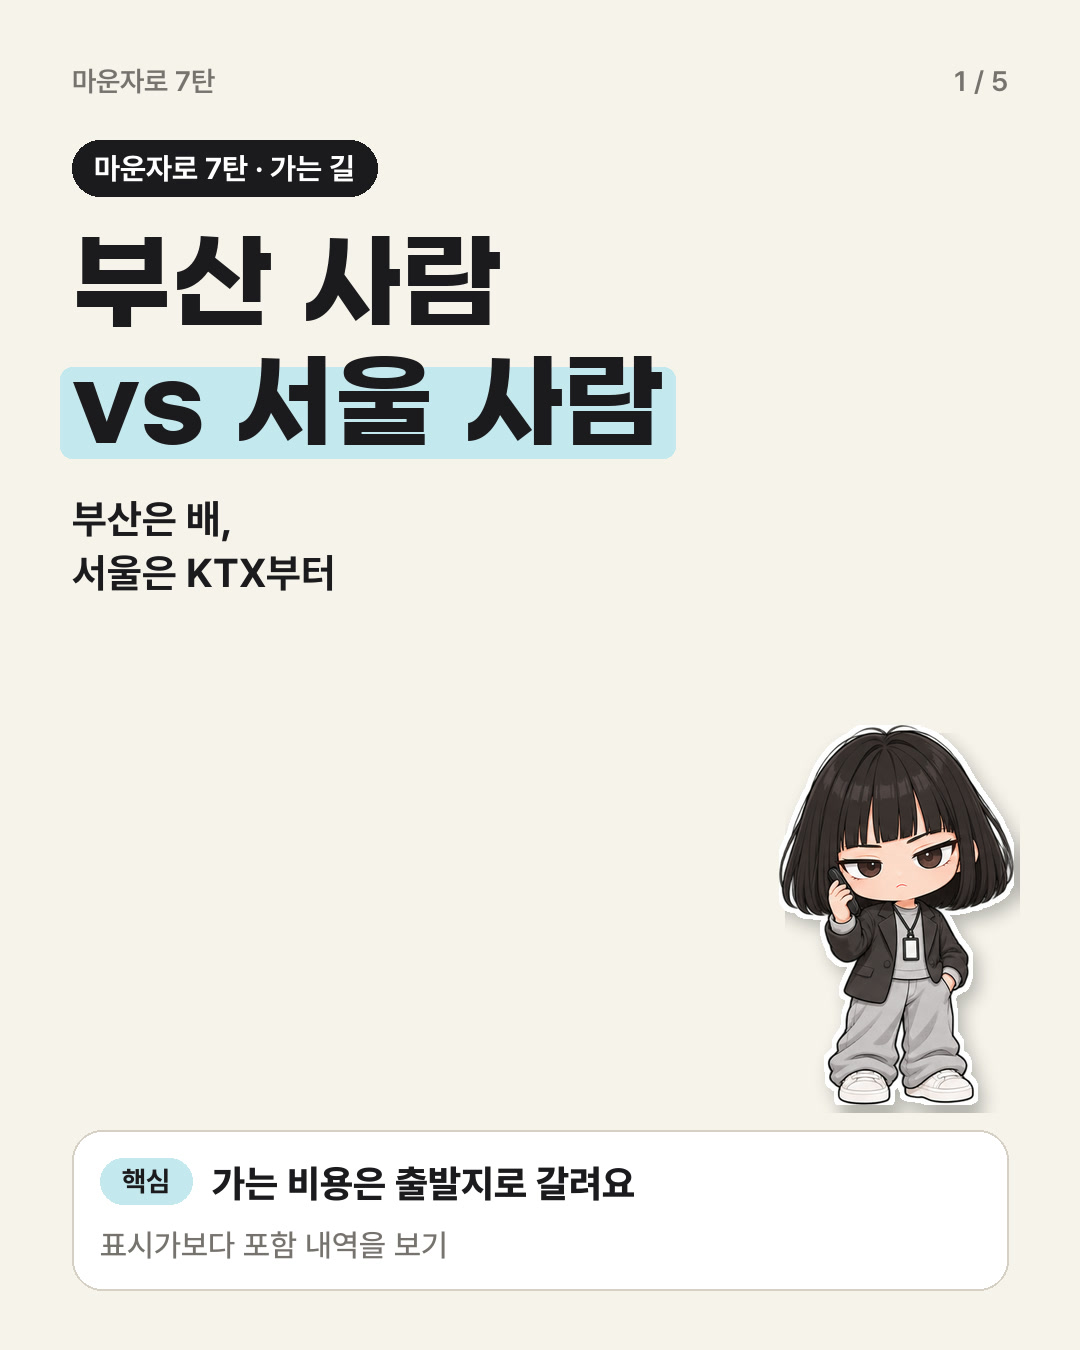 마운자로 7탄
1 / 5
마운자로 7탄 · 가는 길
부산 사람
vs 서울 사람
부산은 배,
서울은 KTX부터
핵심 가는 비용은 출발지로 갈려요
표시가보다 포함 내역을 보기